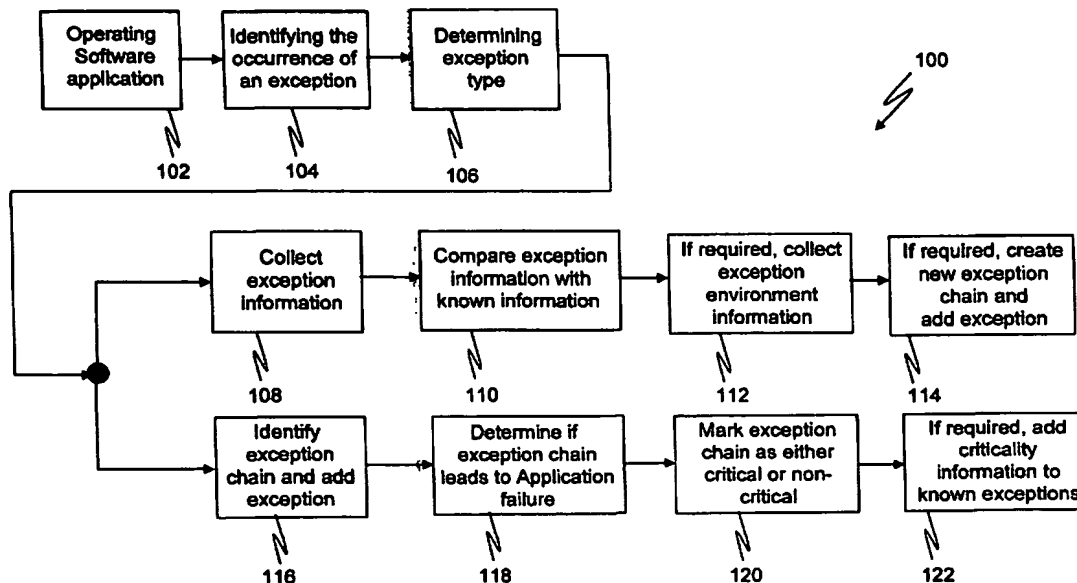 Operating
Software
application
Identifying the
occurrence of
an exception
Determining
exception
type
100
102
104
106
Collect
exception
information
Compare exception
information with
known information
If required, collect
exception
environment
information
If required, create
new exception
chain and
add exception
108
110
112
114
Identify
exception
chain and add
exception
Determine if
exception chain
leads to Application
failure
Mark exception
chain as either
critical or non-
critical
If required, add
criticality
information to
known exceptions
116
118
120
122